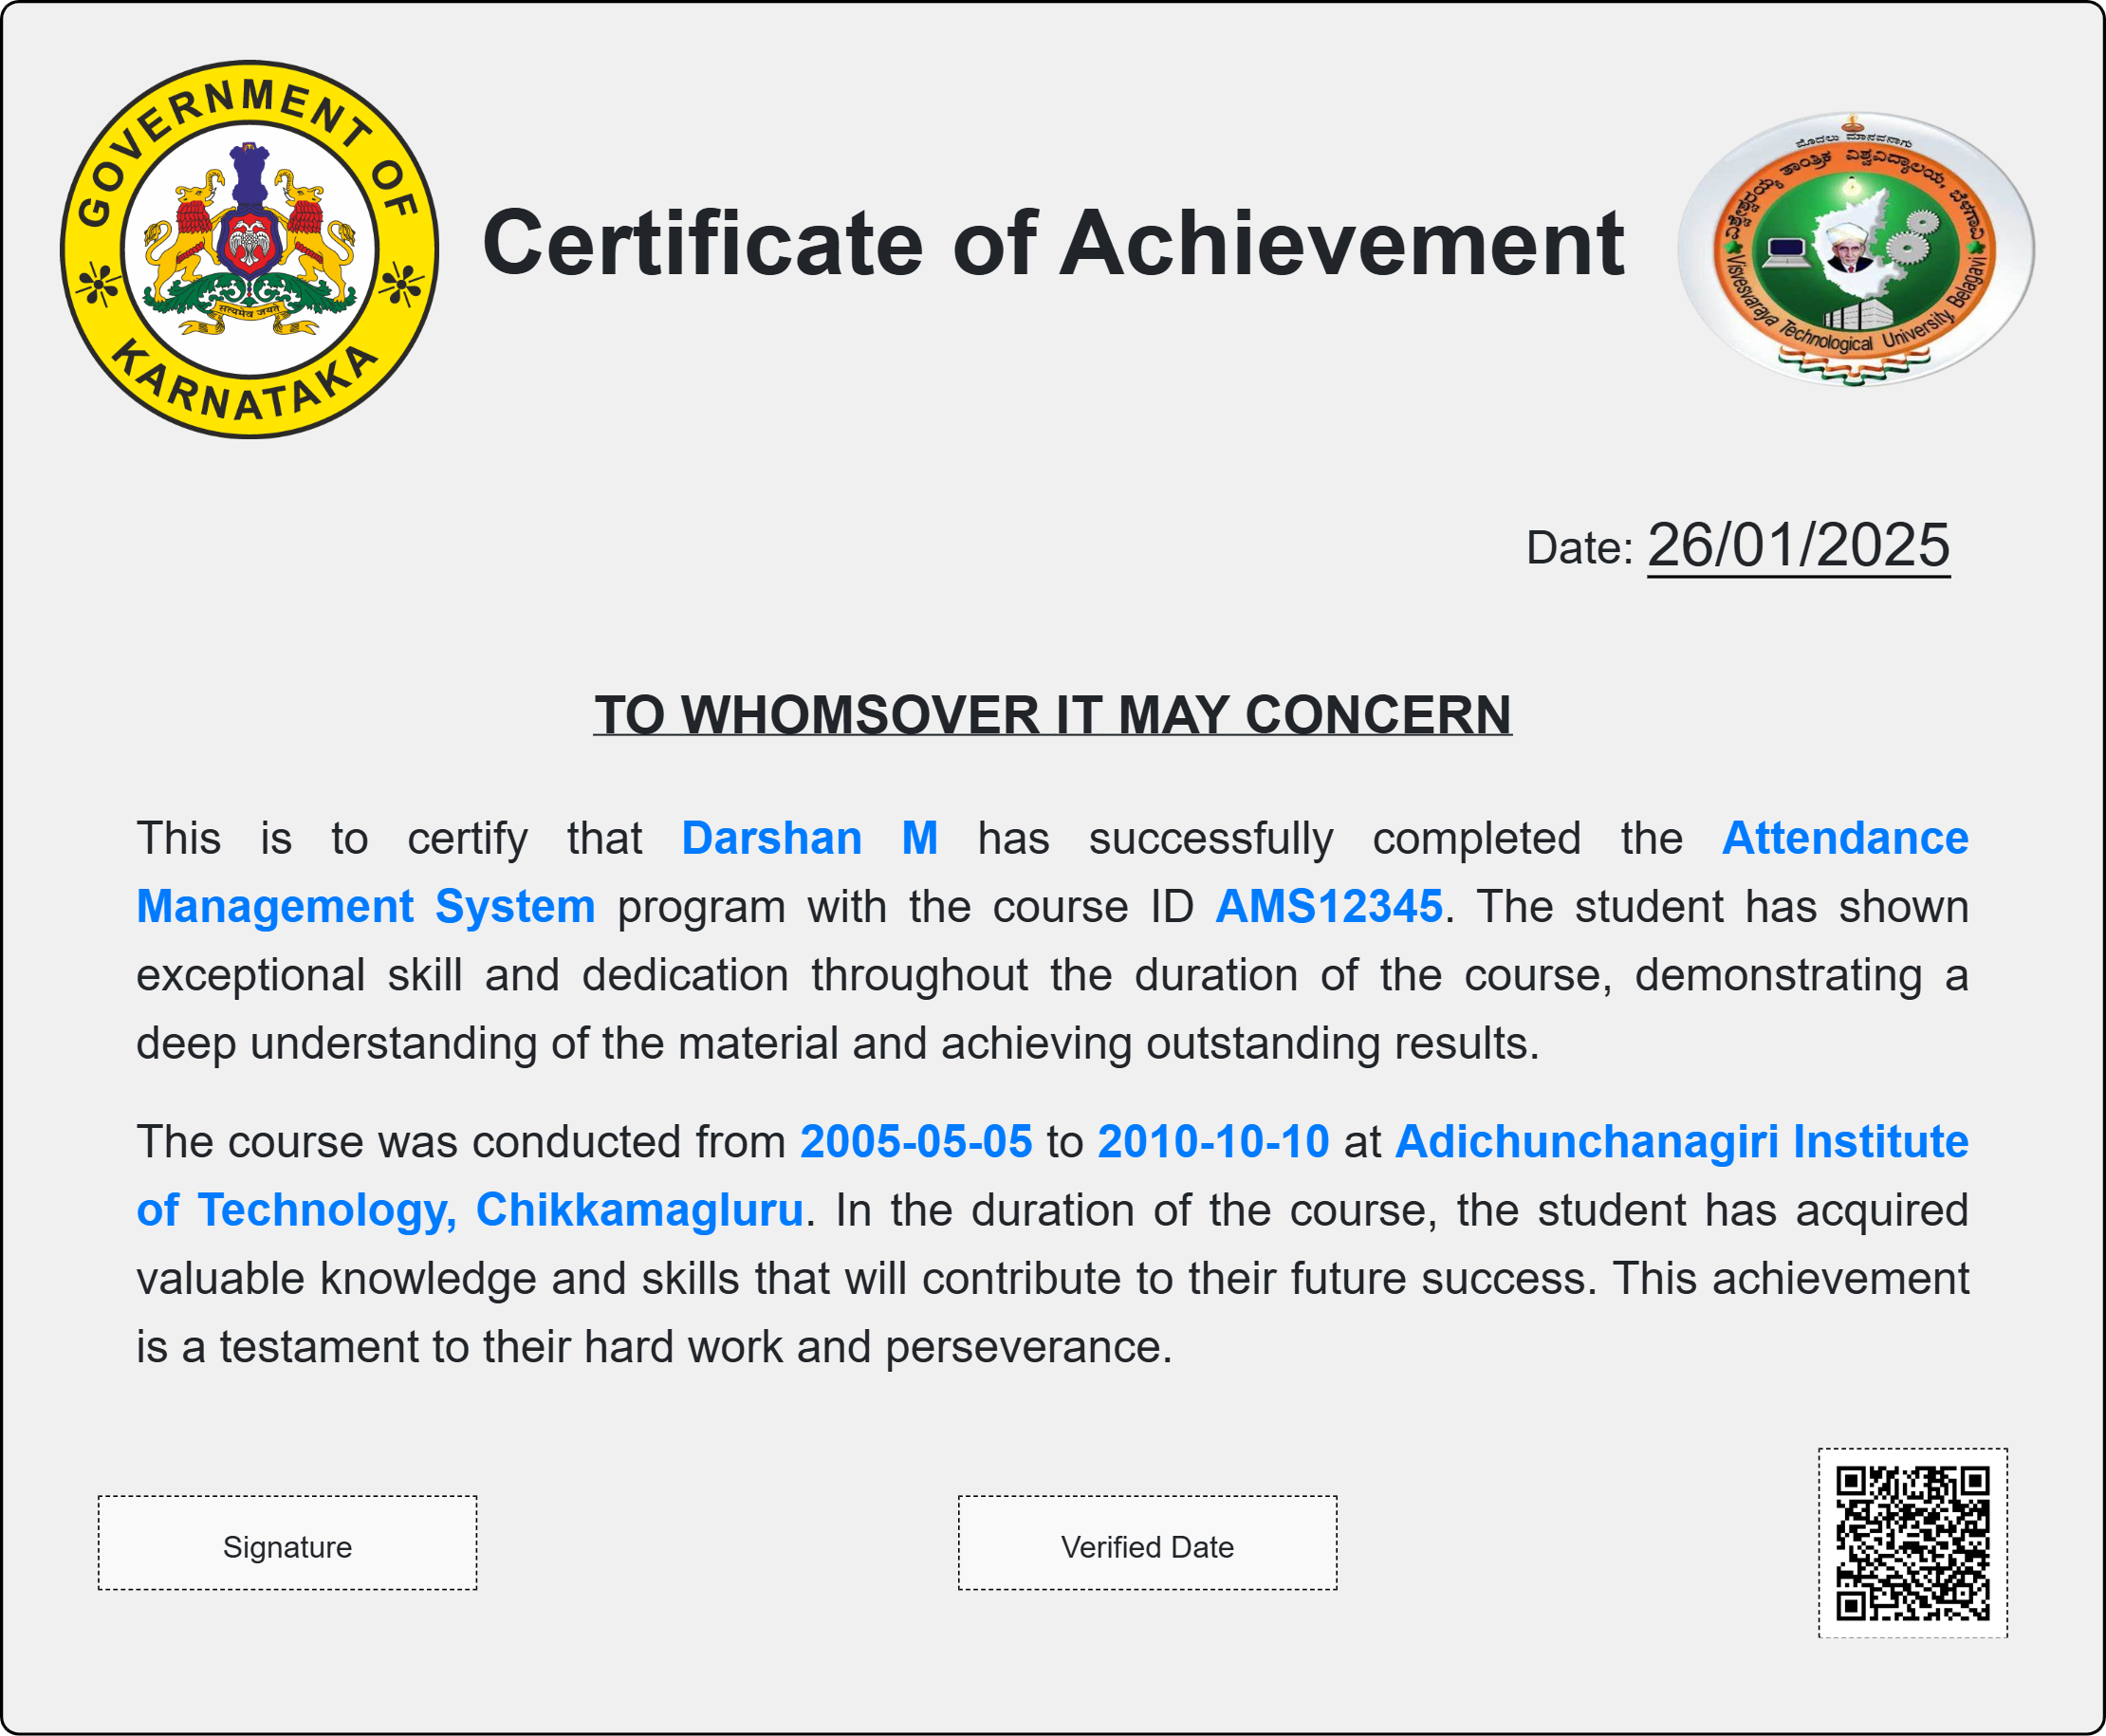 GOVERNMENT OF
KARNATAKA
सत्यमेव जयते
Certificate of Achievement
ಮೊದಲು ಮಾನವನಾಗು
ವಿಶ್ವೇಶ್ವರಯ್ಯ ತಾಂತ್ರಿಕ ವಿಶ್ವವಿದ್ಯಾಲಯ, ಬೆಳಗಾವಿ
Visvesvaraya Technological University, Belagavi
Date: 26/01/2025
TO WHOMSOVER IT MAY CONCERN
This is to certify that Darshan M has successfully completed the Attendance
Management System program with the course ID AMS12345. The student has shown
exceptional skill and dedication throughout the duration of the course, demonstrating a
deep understanding of the material and achieving outstanding results.
The course was conducted from 2005-05-05 to 2010-10-10 at Adichunchanagiri Institute
of Technology, Chikkamagluru. In the duration of the course, the student has acquired
valuable knowledge and skills that will contribute to their future success. This achievement
is a testament to their hard work and perseverance.
Signature
Verified Date